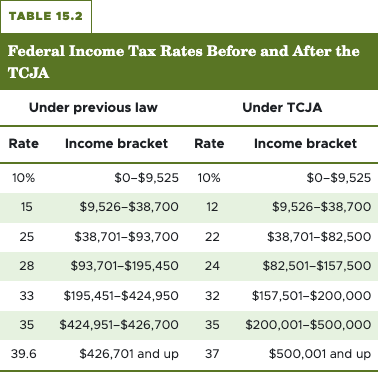 TABLE 15.2
Federal Income Tax Rates Before and After the
TCJA
Under previous law Under TCJA
Rate Income bracket Rate Income bracket
10% $0–$9,525 10% $0–$9,525
15 $9,526–$38,700 12 $9,526–$38,700
25 $38,701–$93,700 22 $38,701–$82,500
28 $93,701–$195,450 24 $82,501–$157,500
33 $195,451–$424,950 32 $157,501–$200,000
35 $424,951–$426,700 35 $200,001–$500,000
39.6 $426,701 and up 37 $500,001 and up